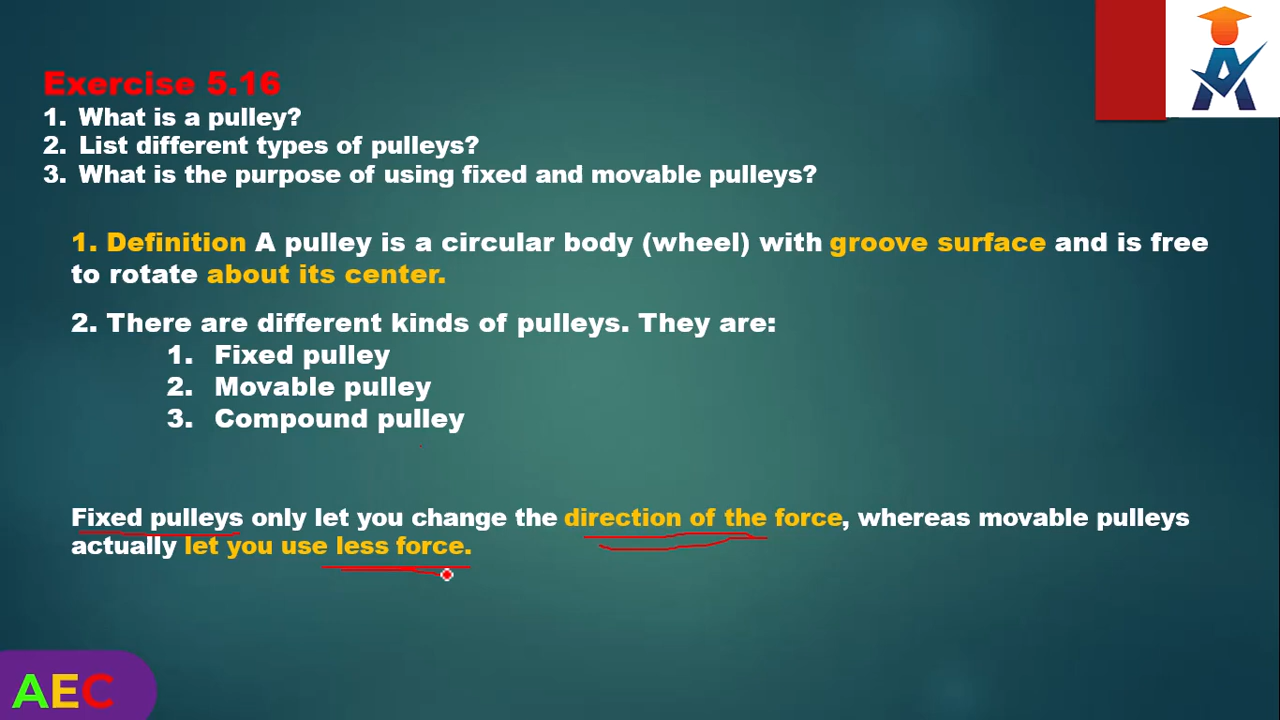 Exercise 5.16
1. What is a pulley?
2. List different types of pulleys?
3. What is the purpose of using fixed and movable pulleys?
1. Definition A pulley is a circular body (wheel) with groove surface and is free
to rotate about its center.
2. There are different kinds of pulleys. They are:
1. Fixed pulley
2. Movable pulley
3. Compound pulley
Fixed pulleys only let you change the direction of the force, whereas movable pulleys
actually let you use less force.
AEC